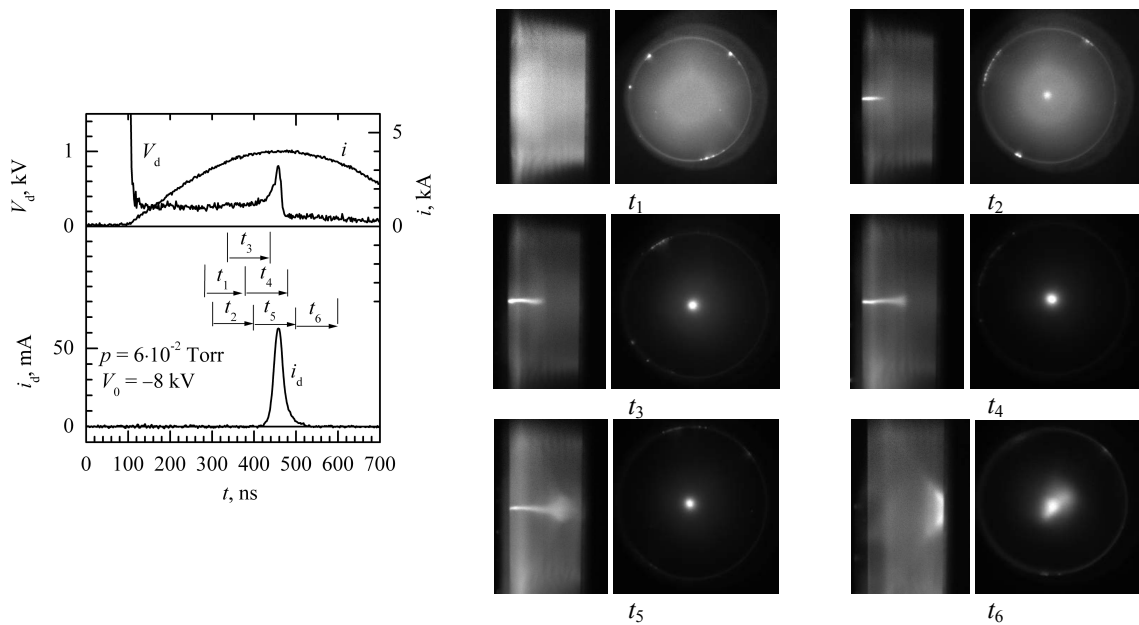 V_d
i
V_d, kV
1
0
5
0
i, kA
t_3
t_1
t_4
t_2
t_5
t_6
i_d, mA
50
0
p = 6·10^-2 Torr
V_0 = –8 kV
i_d
0 100 200 300 400 500 600 700
t, ns
t_1
t_2
t_3
t_4
t_5
t_6